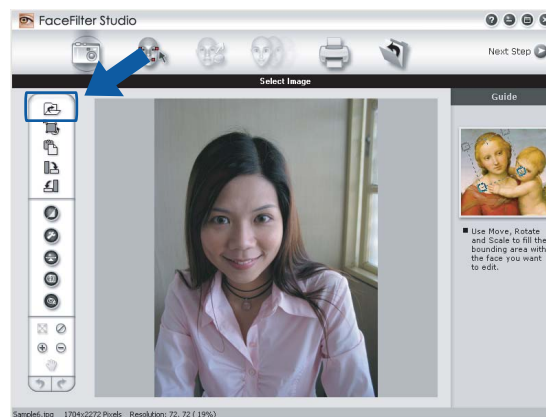 FaceFilter Studio
Next Step
Select Image
Guide
Use Move, Rotate
and Scale to fill the
bounding area with
the face you want
to edit.
Sample6.jpg 1704x2272 Pixels Resolution: 72, 72 ( 19%)